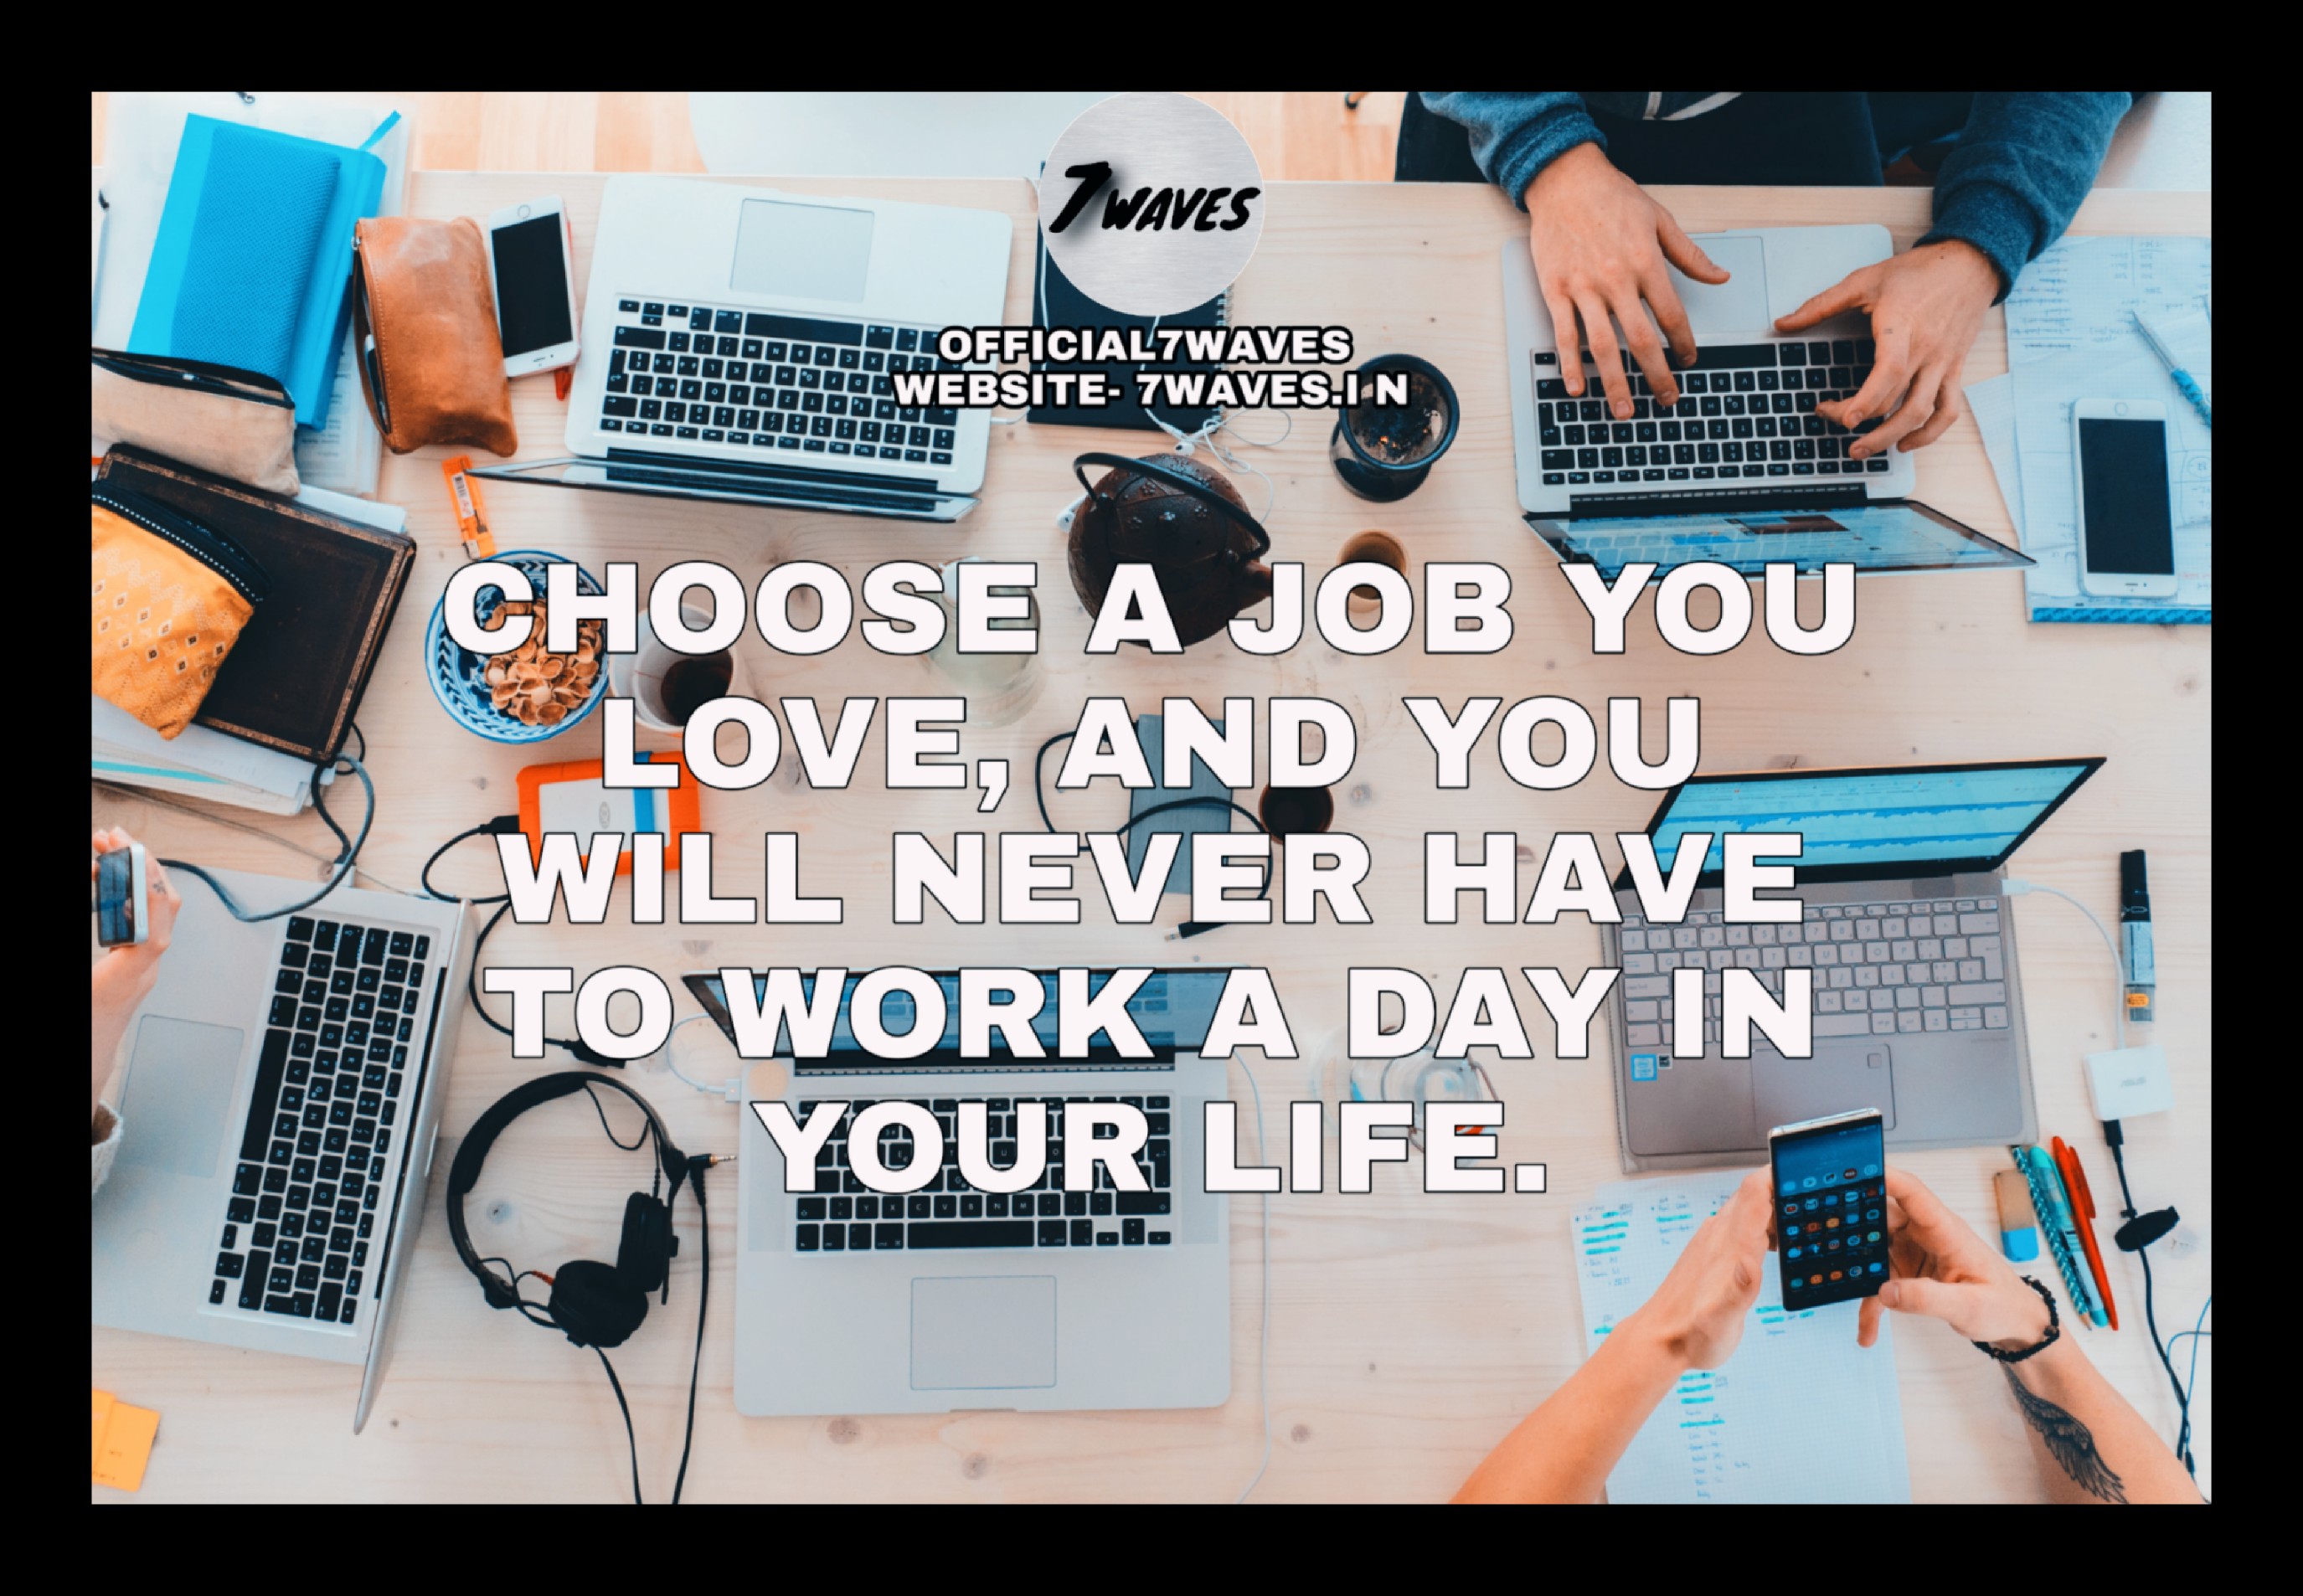 7WAVES
OFFICIAL7WAVES
WEBSITE- 7WAVES.I N
CHOOSE A JOB YOU
LOVE, AND YOU
WILL NEVER HAVE
TO WORK A DAY IN
YOUR LIFE.